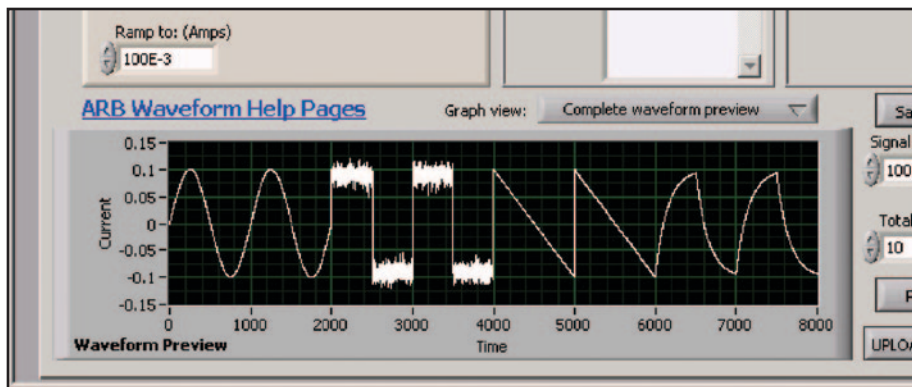 Ramp to: (Amps)
100E-3
ARB Waveform Help Pages
Graph view:
Complete waveform preview
Signal
100
Total
10
0.15
0.1
0.05
0
-0.05
-0.1
-0.15
Current
0 1000 2000 3000 4000 5000 6000 7000 8000
Waveform Preview
Time